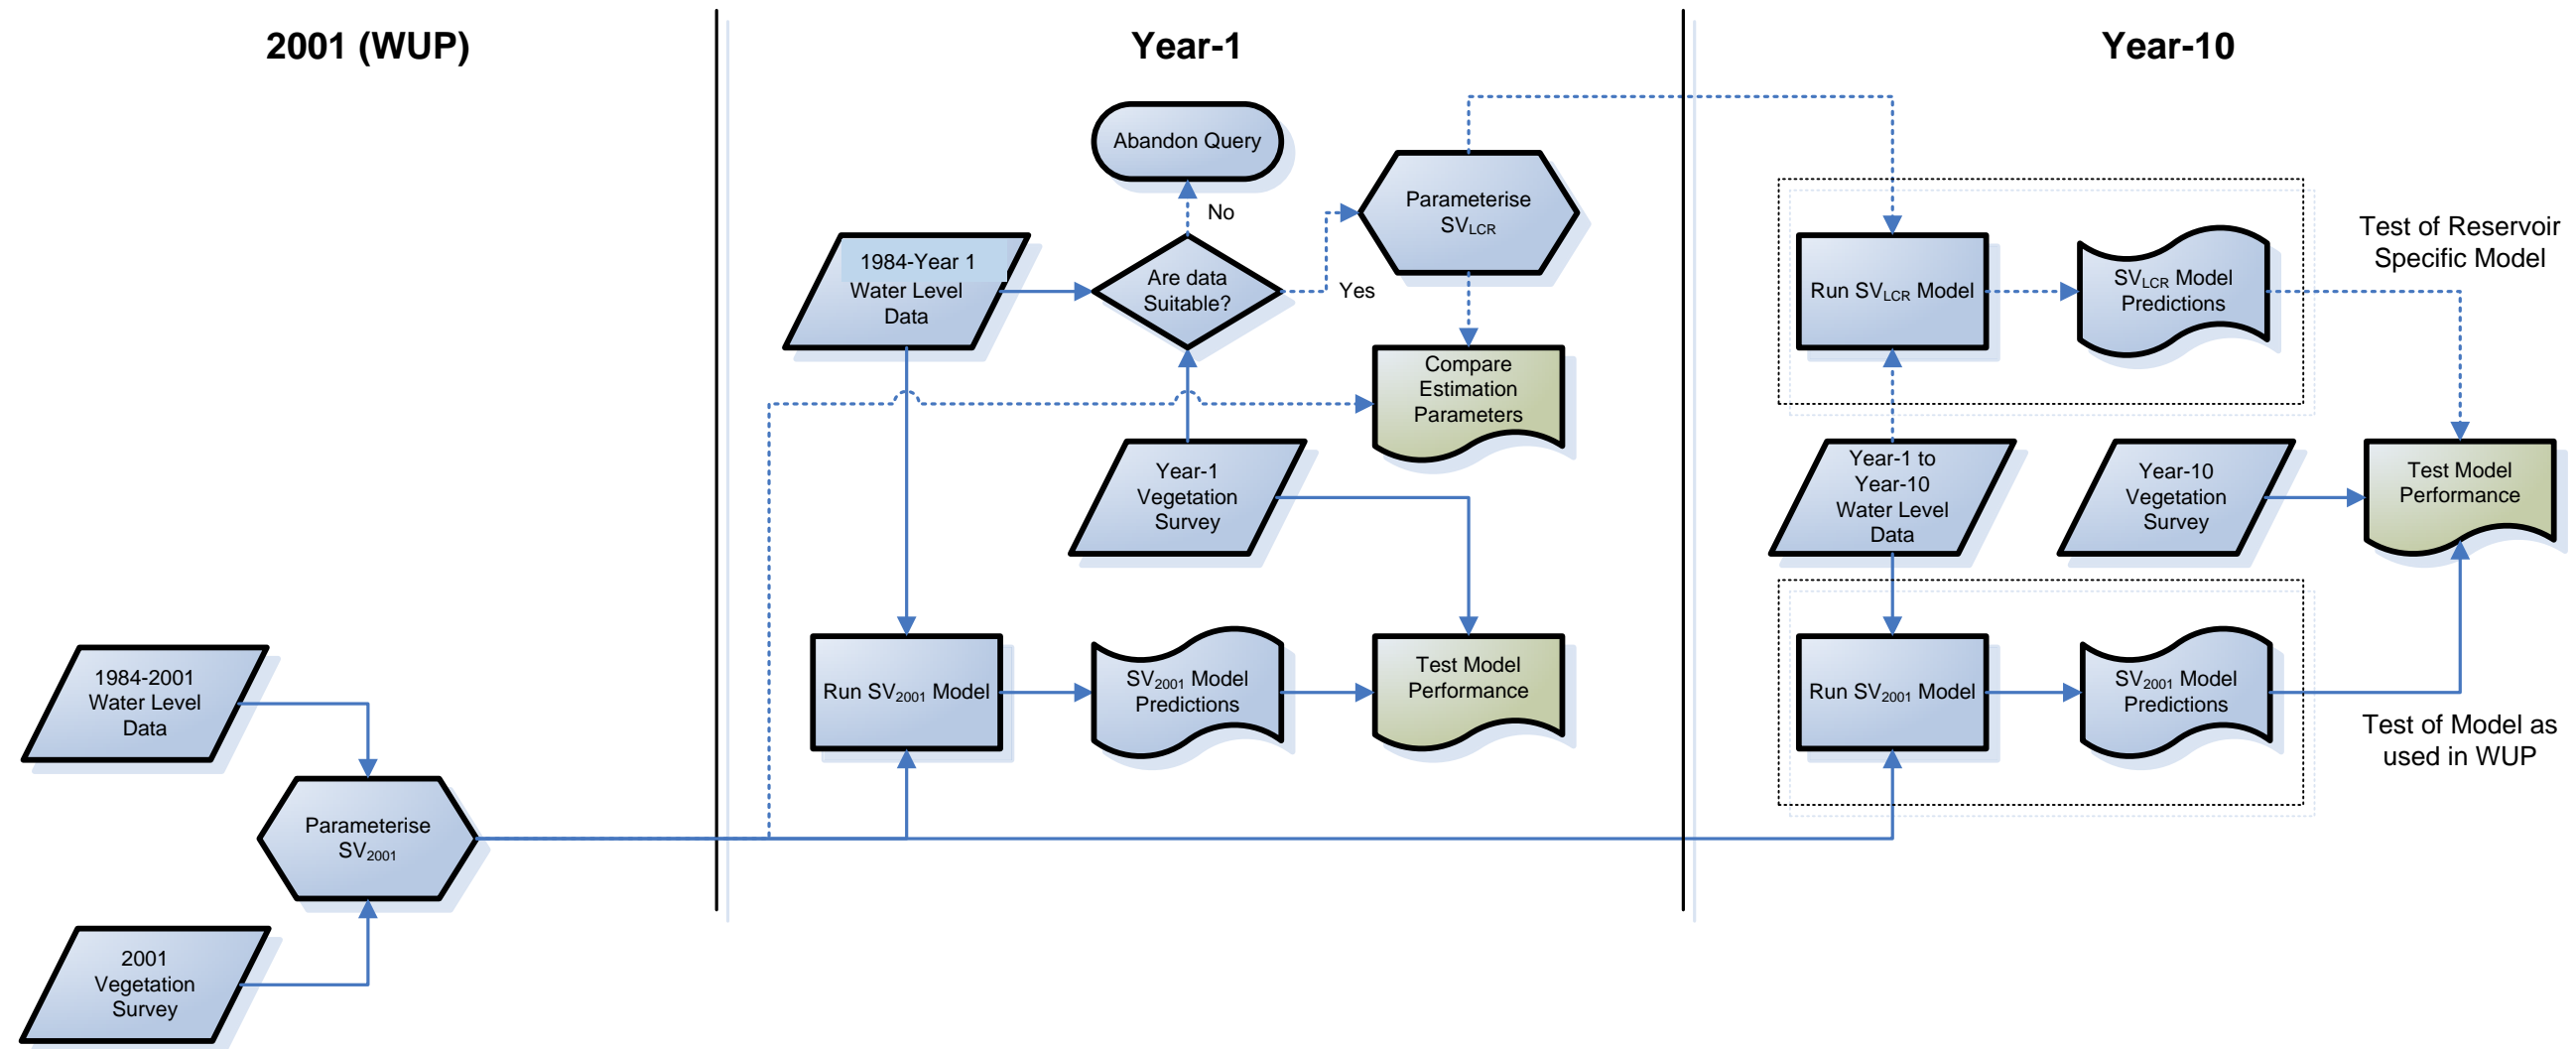 2001 (WUP)
Year-1
Year-10
Abandon Query
No
Parameterise
SV₂₀₀₁
1984-2001
Water Level
Data
2001
Vegetation
Survey
1984-Year 1
Water Level
Data
Are data
Suitable?
Yes
Parameterise
SV_LCR
Compare
Estimation
Parameters
Year-1
Vegetation
Survey
Run SV₂₀₀₁ Model
SV₂₀₀₁ Model
Predictions
Test Model
Performance
Run SV_LCR Model
SV_LCR Model
Predictions
Test of Reservoir
Specific Model
Year-1 to
Year-10
Water Level
Data
Year-10
Vegetation
Survey
Test Model
Performance
Run SV₂₀₀₁ Model
SV₂₀₀₁ Model
Predictions
Test of Model as
used in WUP